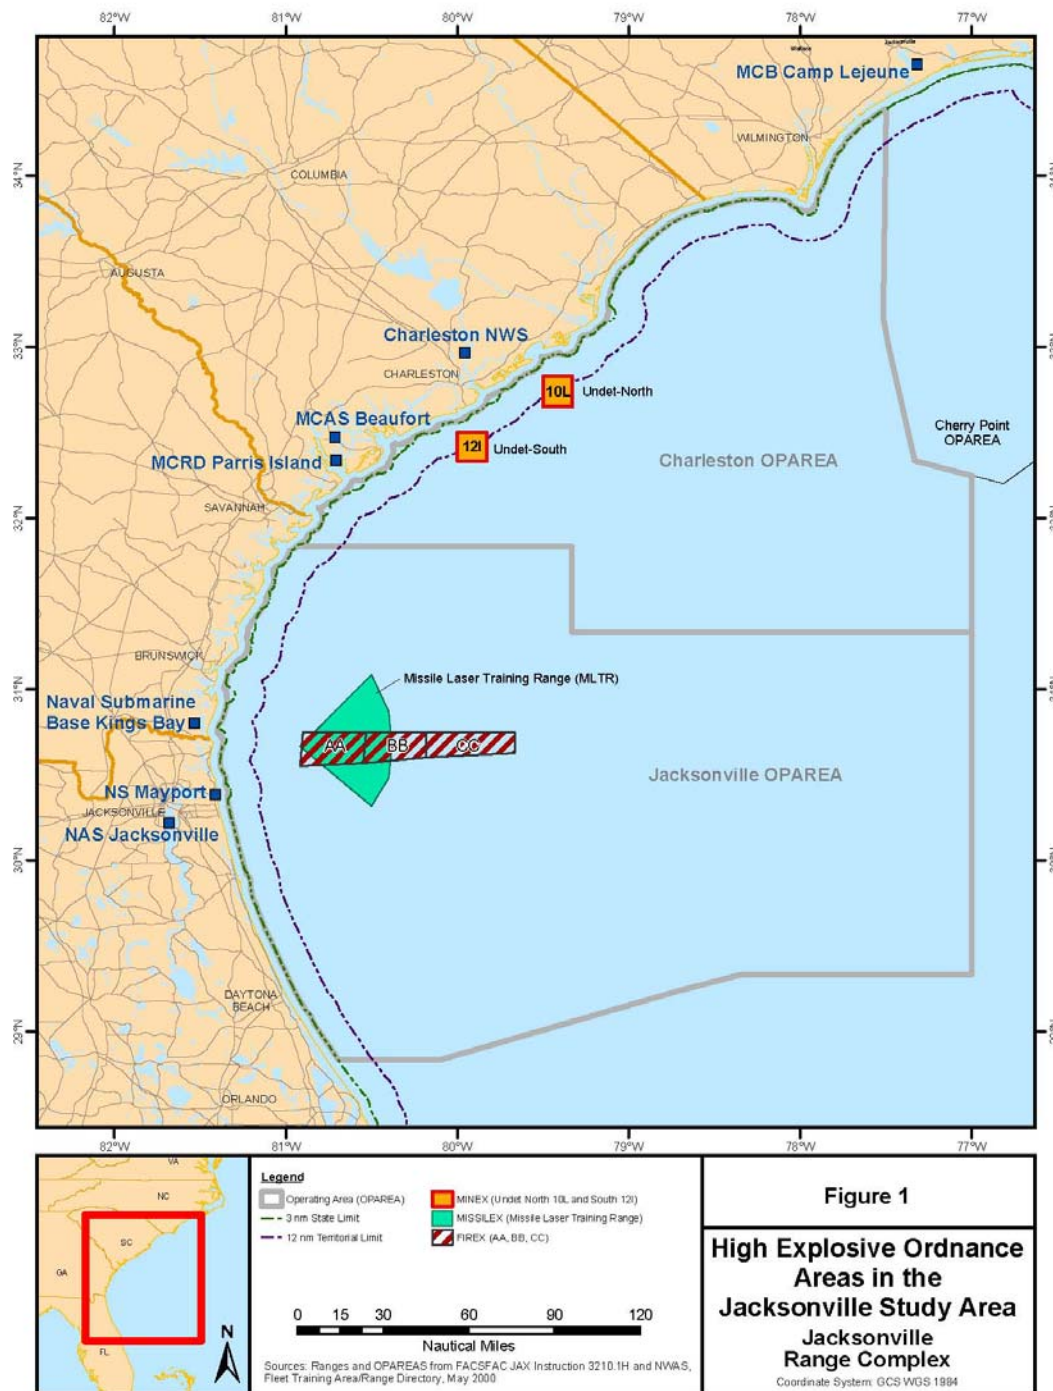 82°W
81°W
80°W
79°W
78°W
77°W
MCB Camp Lejeune
WILMINGTON
34°N
COLUMBIA
AUGUSTA
33°N
Charleston NWS
CHARLESTON
10L
Undet-North
MCAS Beaufort
12I
Undet-South
Cherry Point
OPAREA
MCRD Parris Island
Charleston OPAREA
SAVANNAH
32°N
BRUNSWICK
Missile Laser Training Range (MLTR)
31°N
Naval Submarine
Base Kings Bay
AA
BB
CC
Jacksonville OPAREA
NS Mayport
JACKSONVILLE
NAS Jacksonville
30°N
DAYTONA
BEACH
29°N
ORLANDO
82°W
81°W
80°W
79°W
78°W
77°W
VA
NC
SC
GA
FL
N
Legend
Operating Area (OPAREA)
3 nm State Limit
12 nm Territorial Limit
MINEX (Undet North 10L and South 12I)
MISSILEX (Missile Laser Training Range)
FIREX (AA, BB, CC)
0 15 30 60 90 120
Nautical Miles
Sources: Ranges and OPAREAS from FACSFAC JAX Instruction 3210.1H and NWAS,
Fleet Training Area/Range Directory, May 2000
Figure 1
High Explosive Ordnance
Areas in the
Jacksonville Study Area
Jacksonville
Range Complex
Coordinate System: GCS WGS 1984